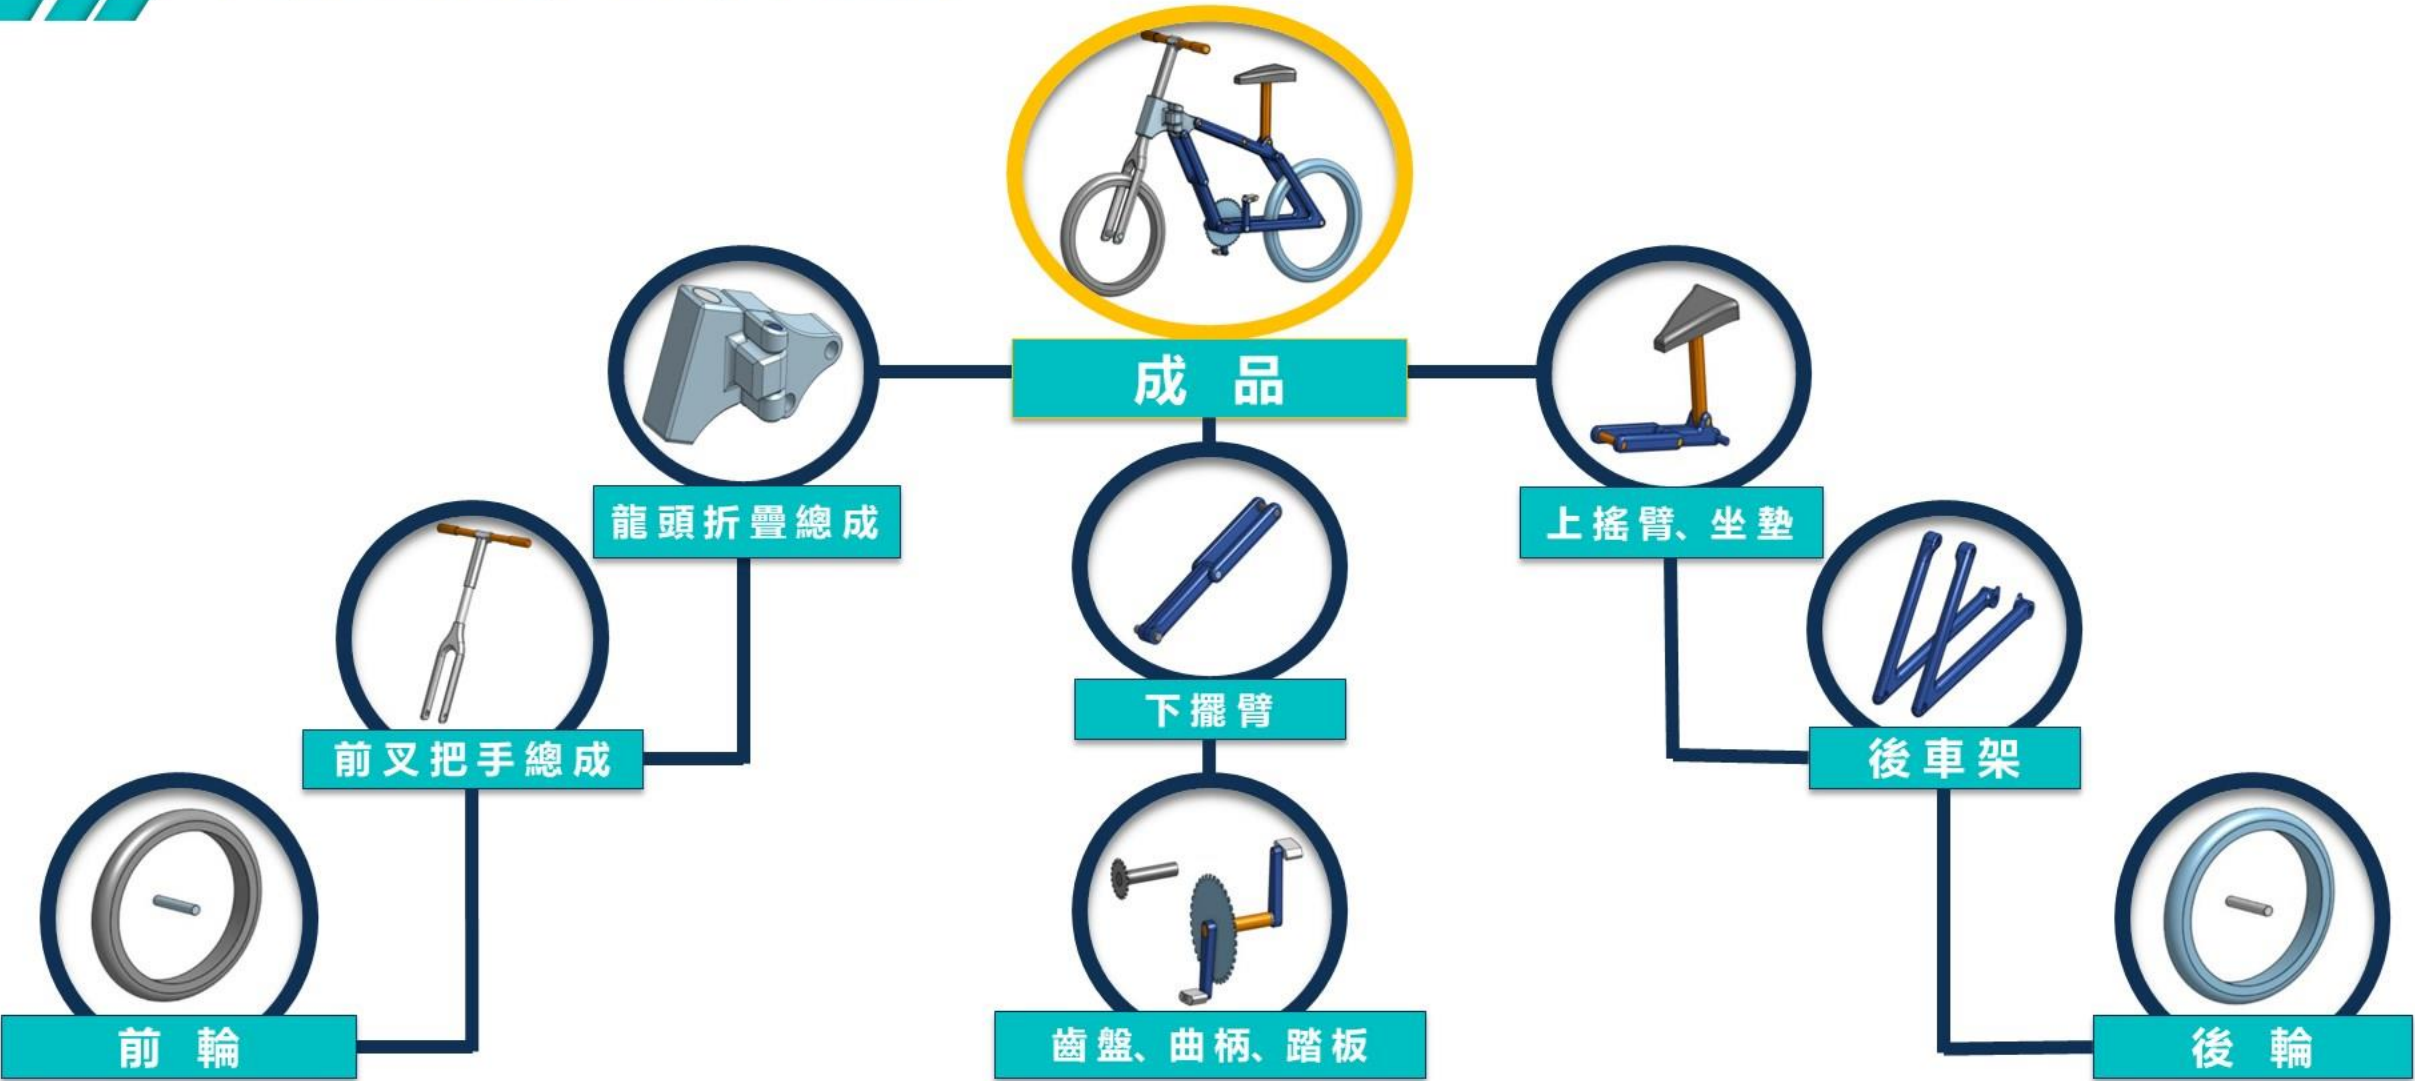 成品
龍頭折疊總成
上搖臂、坐墊
下擺臂
前叉把手總成
後車架
前輪
齒盤、曲柄、踏板
後輪